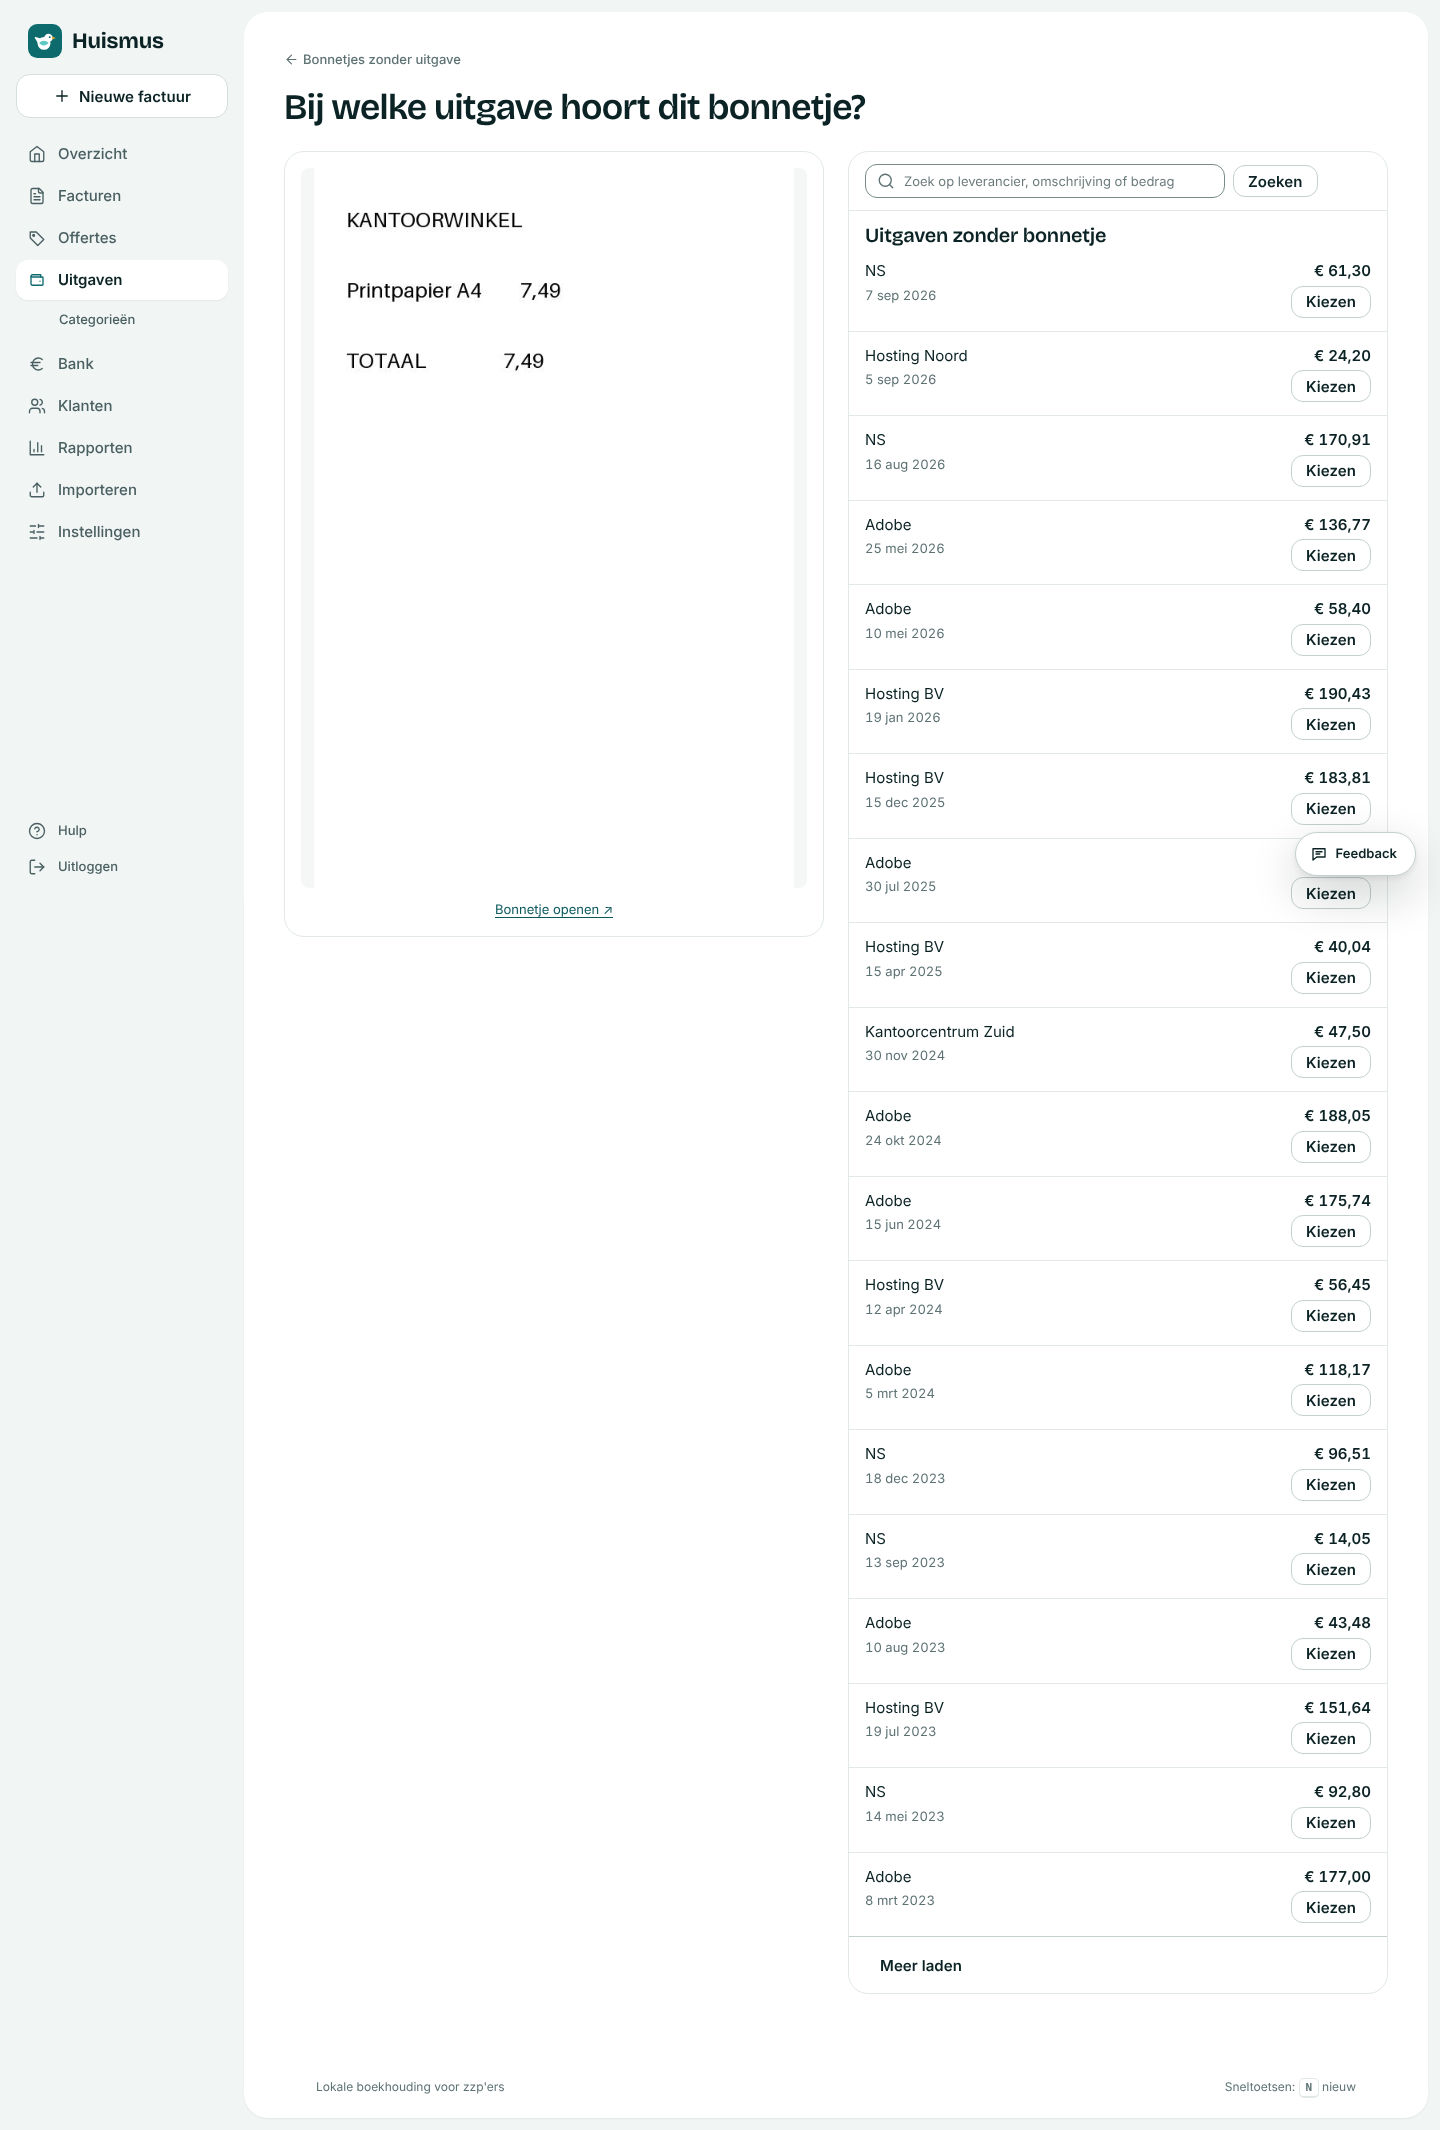 Huismus
Nieuwe factuur
Overzicht
Facturen
Offertes
Uitgaven
Categorieën
Bank
Klanten
Rapporten
Importeren
Instellingen
Hulp
Uitloggen
Bonnetjes zonder uitgave
Bij welke uitgave hoort dit bonnetje?
KANTOORWINKEL
Printpapier A4 7,49
TOTAAL 7,49
Bonnetje openen ↗
Zoek op leverancier, omschrijving of bedrag
Zoeken
Uitgaven zonder bonnetje
NS € 61,30
7 sep 2026 Kiezen
Hosting Noord € 24,20
5 sep 2026 Kiezen
NS € 170,91
16 aug 2026 Kiezen
Adobe € 136,77
25 mei 2026 Kiezen
Adobe € 58,40
10 mei 2026 Kiezen
Hosting BV € 190,43
19 jan 2026 Kiezen
Hosting BV € 183,81
15 dec 2025 Kiezen
Feedback
Adobe
30 jul 2025 Kiezen
Hosting BV € 40,04
15 apr 2025 Kiezen
Kantoorcentrum Zuid € 47,50
30 nov 2024 Kiezen
Adobe € 188,05
24 okt 2024 Kiezen
Adobe € 175,74
15 jun 2024 Kiezen
Hosting BV € 56,45
12 apr 2024 Kiezen
Adobe € 118,17
5 mrt 2024 Kiezen
NS € 96,51
18 dec 2023 Kiezen
NS € 14,05
13 sep 2023 Kiezen
Adobe € 43,48
10 aug 2023 Kiezen
Hosting BV € 151,64
19 jul 2023 Kiezen
NS € 92,80
14 mei 2023 Kiezen
Adobe € 177,00
8 mrt 2023 Kiezen
Meer laden
Lokale boekhouding voor zzp'ers
Sneltoetsen: N nieuw